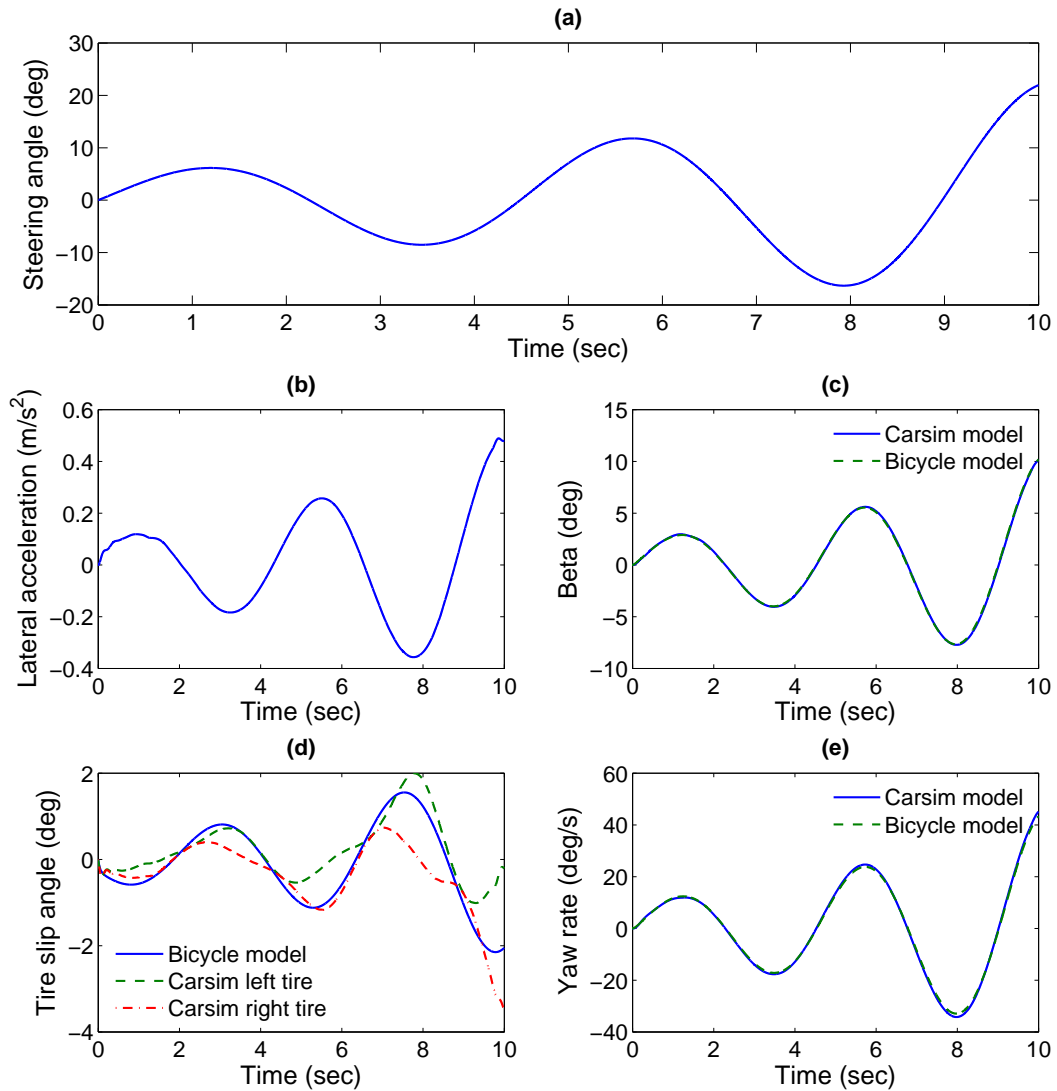 (a)
30
20
10
0
−10
−20
Steering angle (deg)
0 1 2 3 4 5 6 7 8 9 10
Time (sec)
(b)
0.6
0.4
0.2
0
−0.2
−0.4
Lateral acceleration (m/s²)
0 2 4 6 8 10
Time (sec)
(c)
15
10
5
0
−5
−10
Beta (deg)
Carsim model
Bicycle model
0 2 4 6 8 10
Time (sec)
(d)
2
0
−2
−4
Tire slip angle (deg)
Bicycle model
Carsim left tire
Carsim right tire
0 2 4 6 8 10
Time (sec)
(e)
60
40
20
0
−20
−40
Yaw rate (deg/s)
Carsim model
Bicycle model
0 2 4 6 8 10
Time (sec)